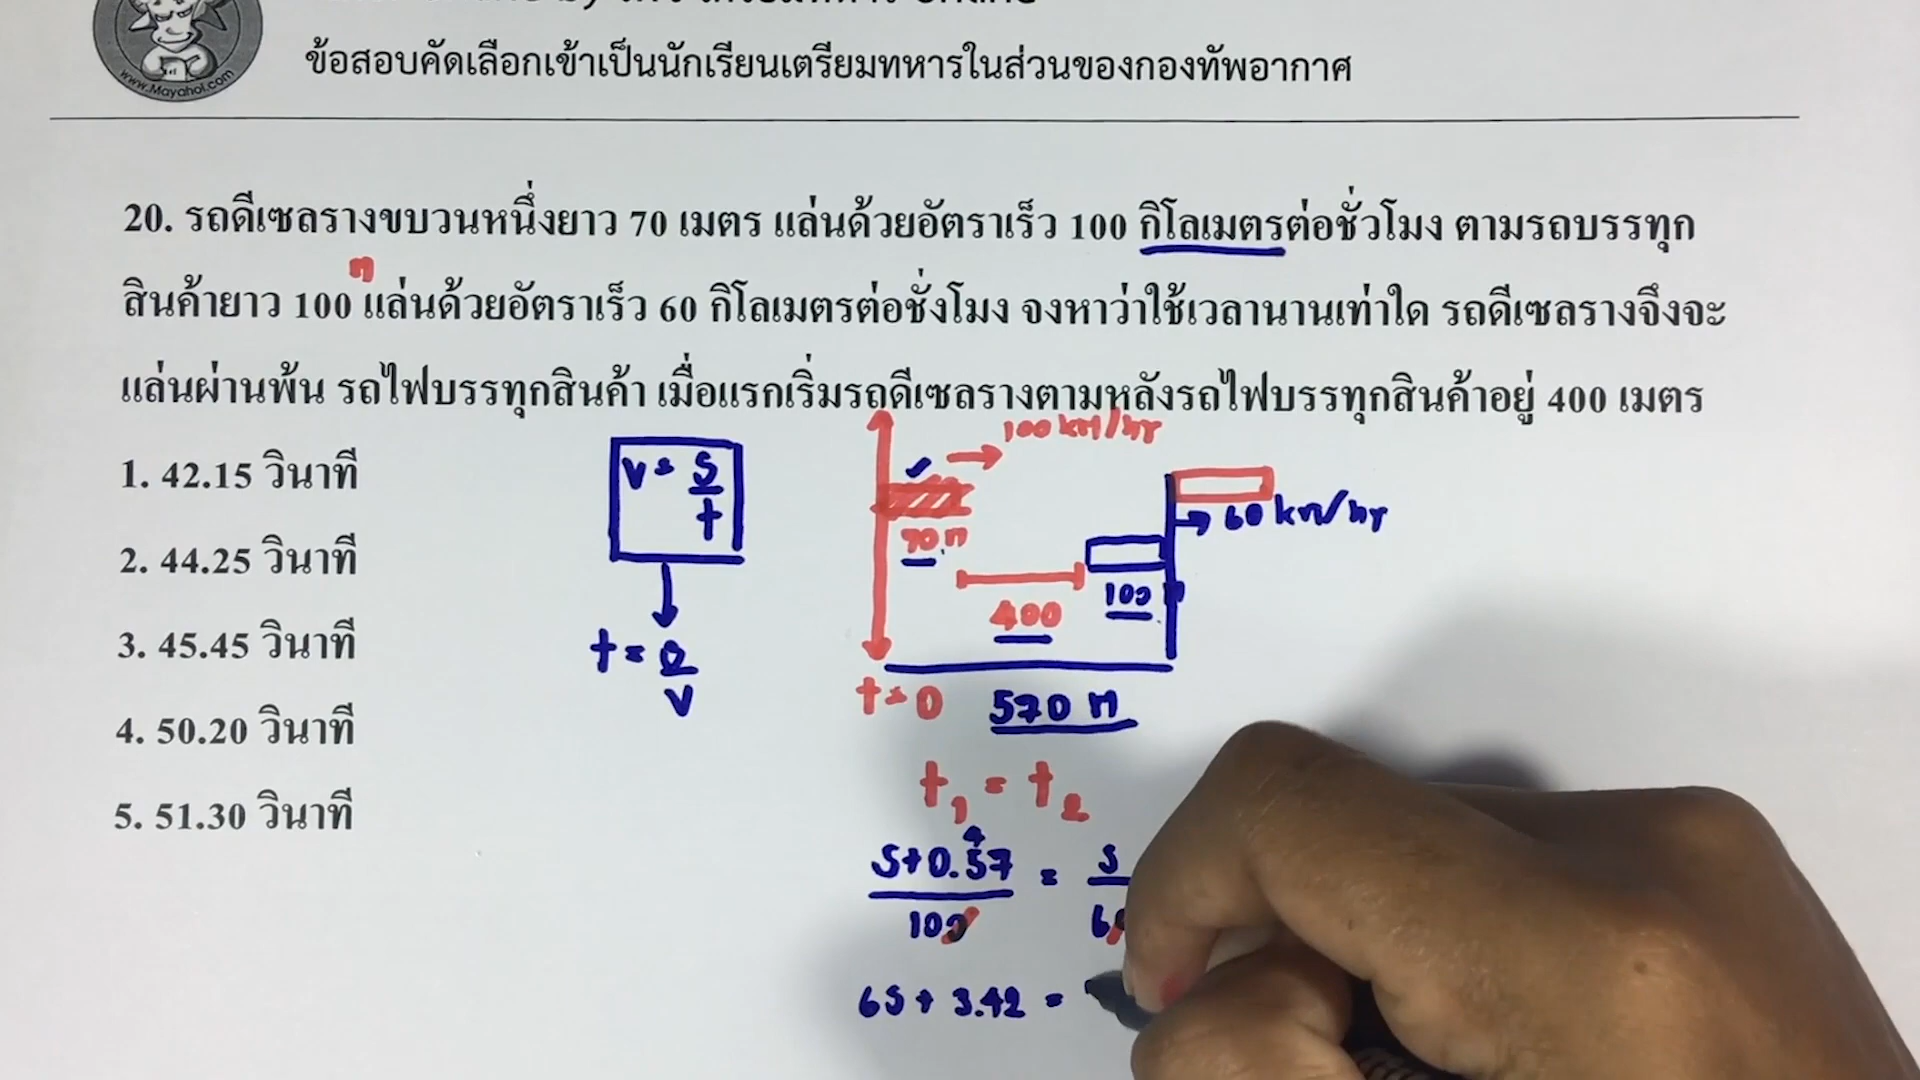 www.Mayahoi.com
ข้อสอบคัดเลือกเข้าเป็นนักเรียนเตรียมทหารในส่วนของกองทัพอากาศ
20. รถดีเซลรางขบวนหนึ่งยาว 70 เมตร แล่นด้วยอัตราเร็ว 100 กิโลเมตรต่อชั่วโมง ตามรถบรรทุก
m
สินค้ายาว 100 แล่นด้วยอัตราเร็ว 60 กิโลเมตรต่อชั่งโมง จงหาว่าใช้เวลานานเท่าใด รถดีเซลรางจึงจะ
แล่นผ่านพ้น รถไฟบรรทุกสินค้า เมื่อแรกเริ่มรถดีเซลรางตามหลังรถไฟบรรทุกสินค้าอยู่ 400 เมตร
1. 42.15 วินาที
2. 44.25 วินาที
3. 45.45 วินาที
4. 50.20 วินาที
5. 51.30 วินาที
v = s/t
t = s/v
100 km/hr
60 km/hr
70 m
100 m
400
t = 0
570 m
t1 = t2
s+0.57 = s
100 60
6s + 3.42 =